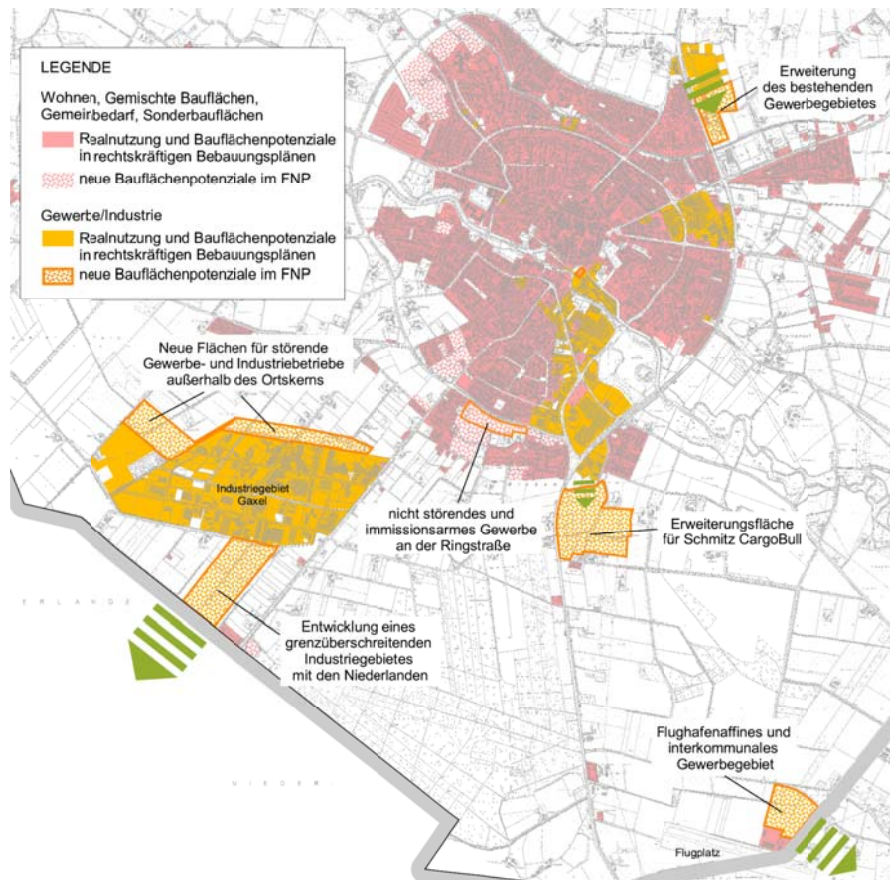 LEGENDE
Wohnen, Gemischte Bauflächen,
Gemeinbedarf, Sonderbauflächen
Realnutzung und Bauflächenpotenziale
in rechtskräftigen Bebauungsplänen
neue Bauflächenpotenziale im FNP
Gewerbe/Industrie
Realnutzung und Bauflächenpotenziale
in rechtskräftigen Bebauungsplänen
neue Bauflächenpotenziale im FNP
Erweiterung
des bestehenden
Gewerbegebietes
Neue Flächen für störende
Gewerbe- und Industriebetriebe
außerhalb des Ortskerns
Industriegebiet
Gaxel
nicht störendes und
immissionsarmes Gewerbe
an der Ringstraße
Erweiterungsfläche
für Schmitz CargoBull
Entwicklung eines
grenzüberschreitenden
Industriegebietes
mit den Niederlanden
Flughafenaffines und
interkommunales
Gewerbegebiet
Flugplatz